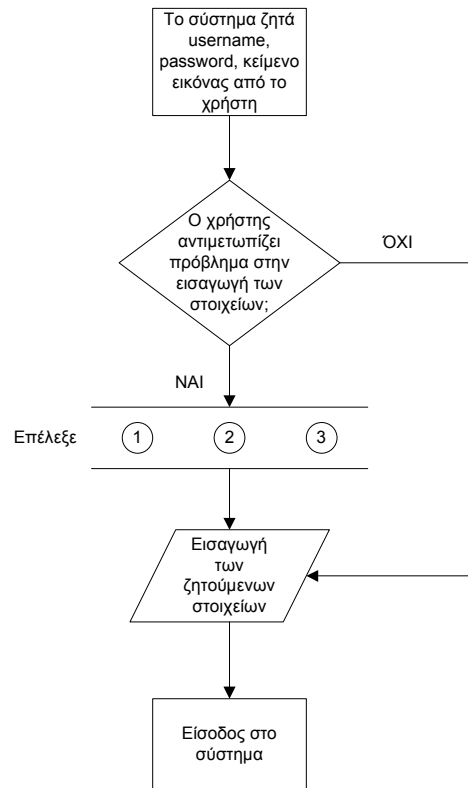 Το σύστημα ζητά
username,
password, κείμενο
εικόνας από το
χρήστη
Ο χρήστης
αντιμετωπίζει
πρόβλημα στην
εισαγωγή των
στοιχείων;
ΌΧΙ
ΝΑΙ
Επέλεξε 1 2 3
Εισαγωγή
των
ζητούμενων
στοιχείων
Είσοδος στο
σύστημα